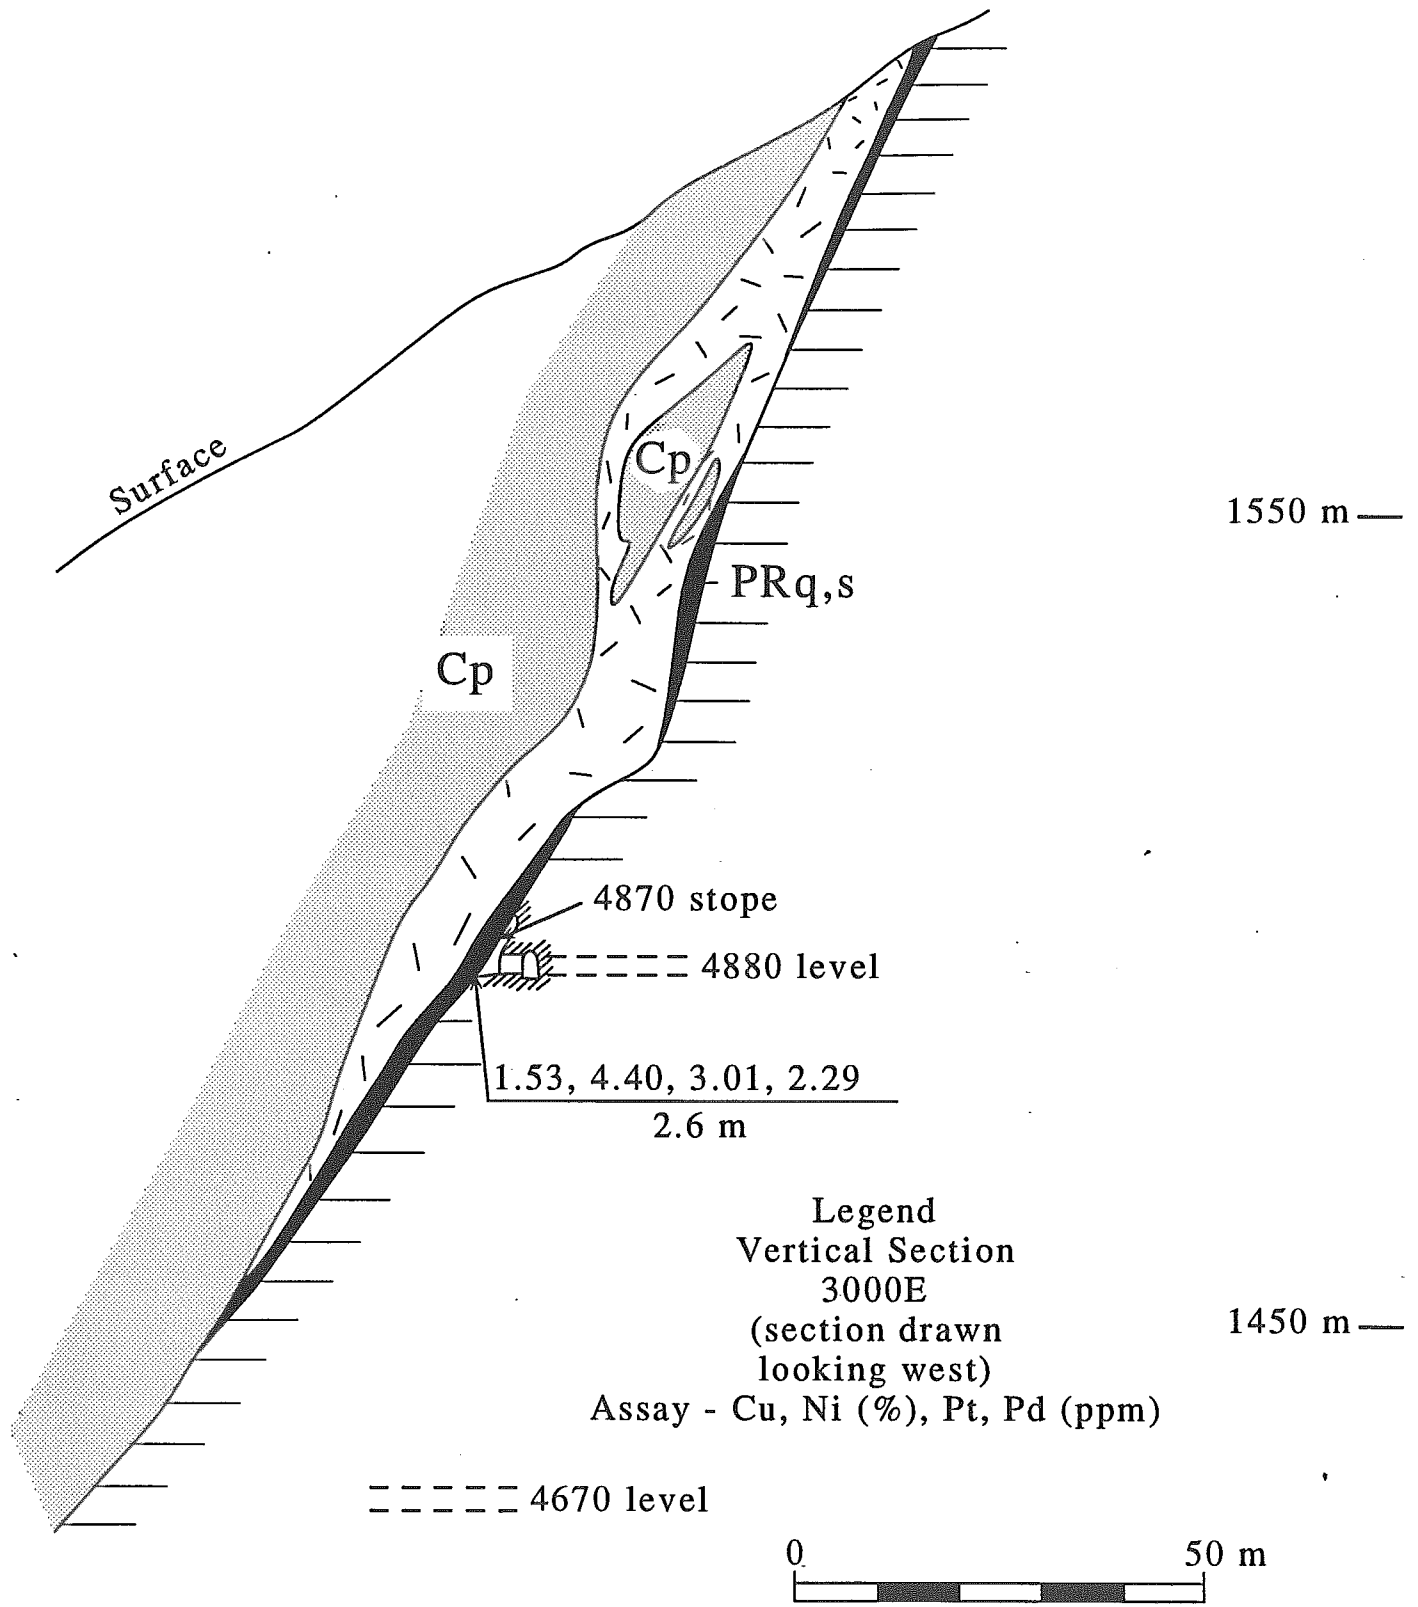 Surface
Cp
1550 m
PRq,s
Cp
4870 stope
4880 level
1.53, 4.40, 3.01, 2.29
2.6 m
Legend
Vertical Section
3000E
(section drawn
looking west)
Assay - Cu, Ni (%), Pt, Pd (ppm)
1450 m
4670 level
0
50 m